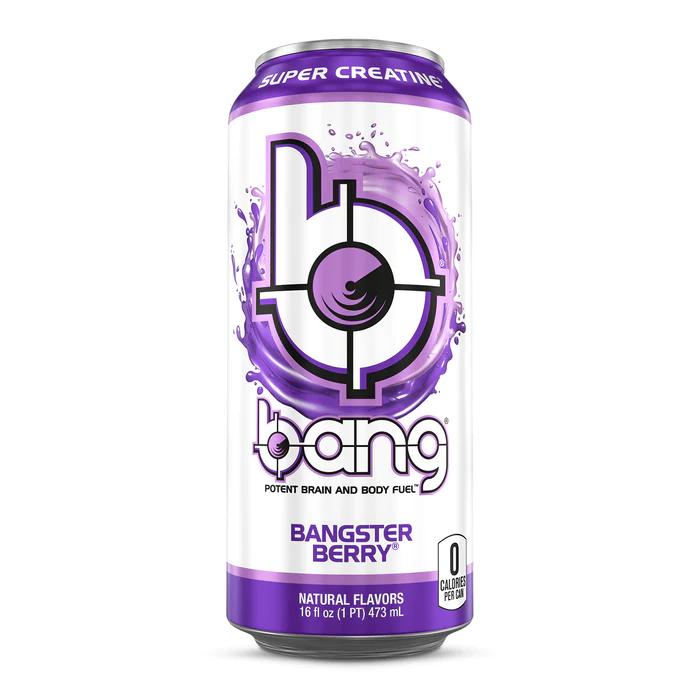 SUPER CREATINE®
b
®
bang®
POTENT BRAIN AND BODY FUEL™
BANGSTER
BERRY®
0
CALORIES
PER CAN
NATURAL FLAVORS
16 fl oz (1 PT) 473 mL